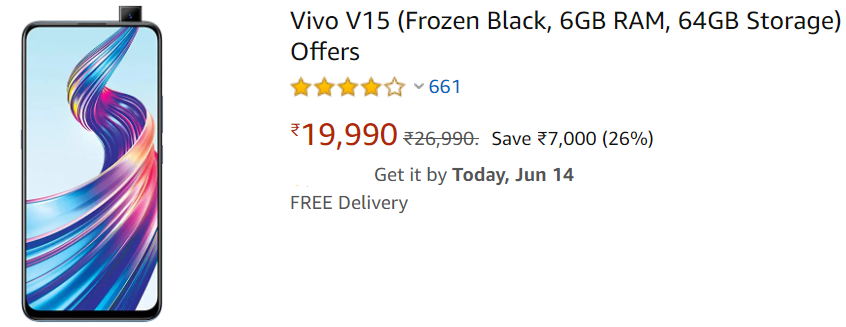 Vivo V15 (Frozen Black, 6GB RAM, 64GB Storage)
Offers
661
₹19,990 ₹26,990. Save ₹7,000 (26%)
Get it by Today, Jun 14
FREE Delivery